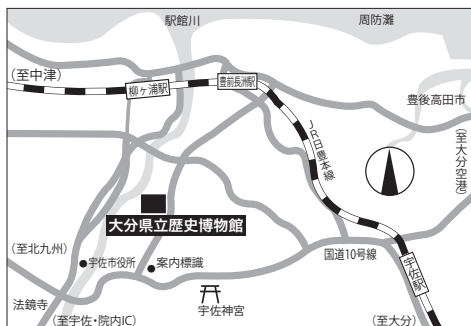 駅館川
周防灘
(至中津)
柳ヶ浦駅
豊前長洲駅
豊後高田市
JR日豊本線
(至大分空港)
大分県立歴史博物館
(至北九州)
宇佐市役所
案内標識
国道10号線
宇佐駅
法鏡寺
宇佐神宮
(至宇佐・院内IC)
(至大分)